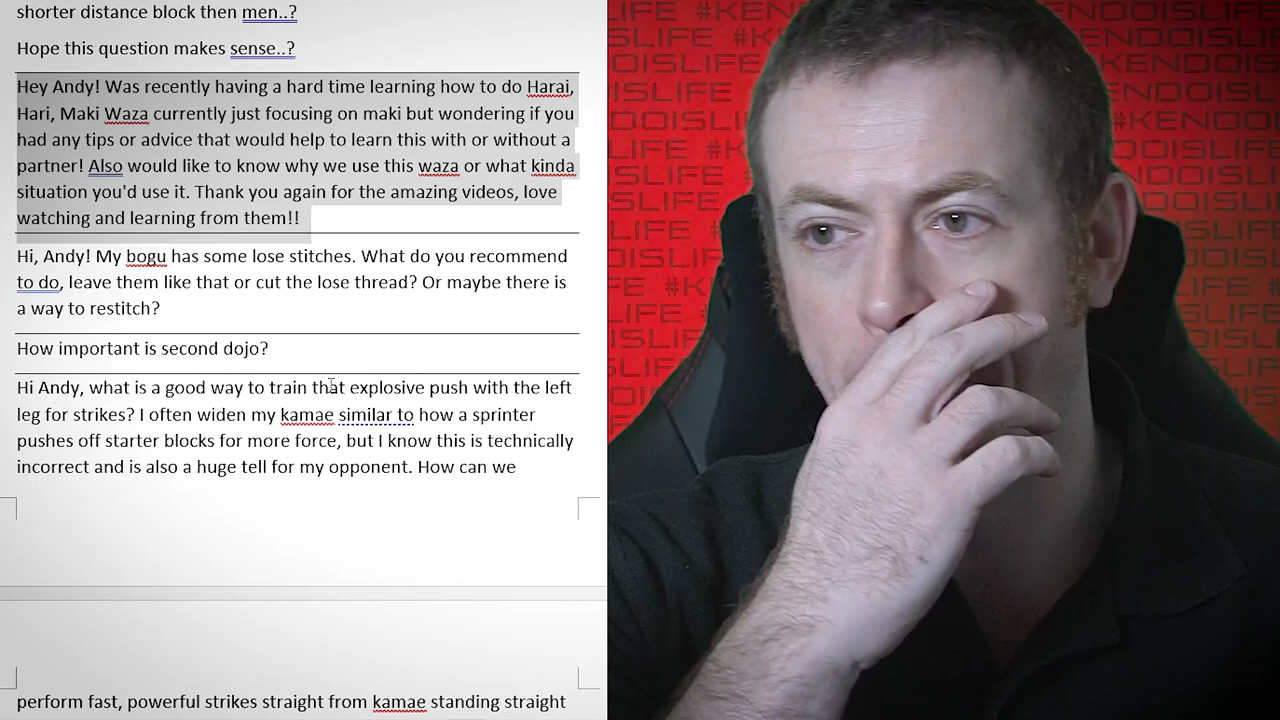 shorter distance block then men..?
Hope this question makes sense..?
Hey Andy! Was recently having a hard time learning how to do Harai,
Hari, Maki Waza currently just focusing on maki but wondering if you
had any tips or advice that would help to learn this with or without a
partner! Also would like to know why we use this waza or what kinda
situation you'd use it. Thank you again for the amazing videos, love
watching and learning from them!!
Hi, Andy! My bogu has some lose stitches. What do you recommend
to do, leave them like that or cut the lose thread? Or maybe there is
a way to restitch?
How important is second dojo?
Hi Andy, what is a good way to train that explosive push with the left
leg for strikes? I often widen my kamae similar to how a sprinter
pushes off starter blocks for more force, but I know this is technically
incorrect and is also a huge tell for my opponent. How can we
perform fast, powerful strikes straight from kamae standing straight
#KENDOISLIFE